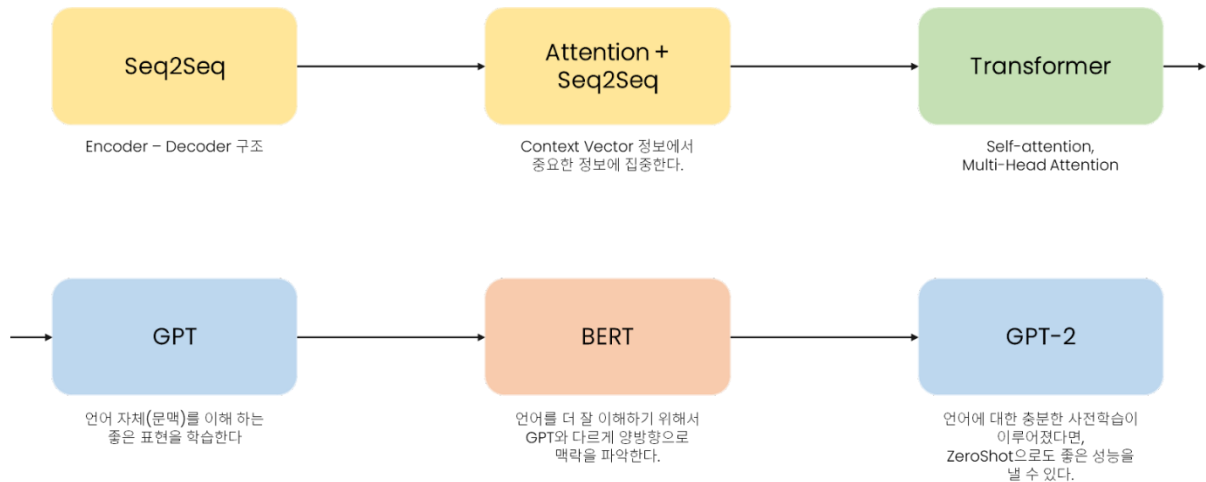 Seq2Seq
Attention +
Seq2Seq
Transformer
Encoder – Decoder 구조
Context Vector 정보에서
중요한 정보에 집중한다.
Self-attention,
Multi-Head Attention
GPT
BERT
GPT-2
언어 자체(문맥)를 이해 하는
좋은 표현을 학습한다
언어를 더 잘 이해하기 위해서
GPT와 다르게 양방향으로
맥락을 파악한다.
언어에 대한 충분한 사전학습이
이루어졌다면,
ZeroShot으로도 좋은 성능을
낼 수 있다.